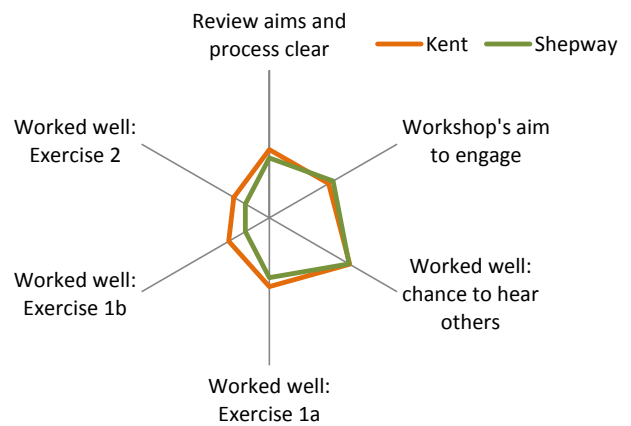 Review aims and
process clear
Kent
Shepway
Workshop's aim
to engage
Worked well:
chance to hear
others
Worked well:
Exercise 1a
Worked well:
Exercise 1b
Worked well:
Exercise 2